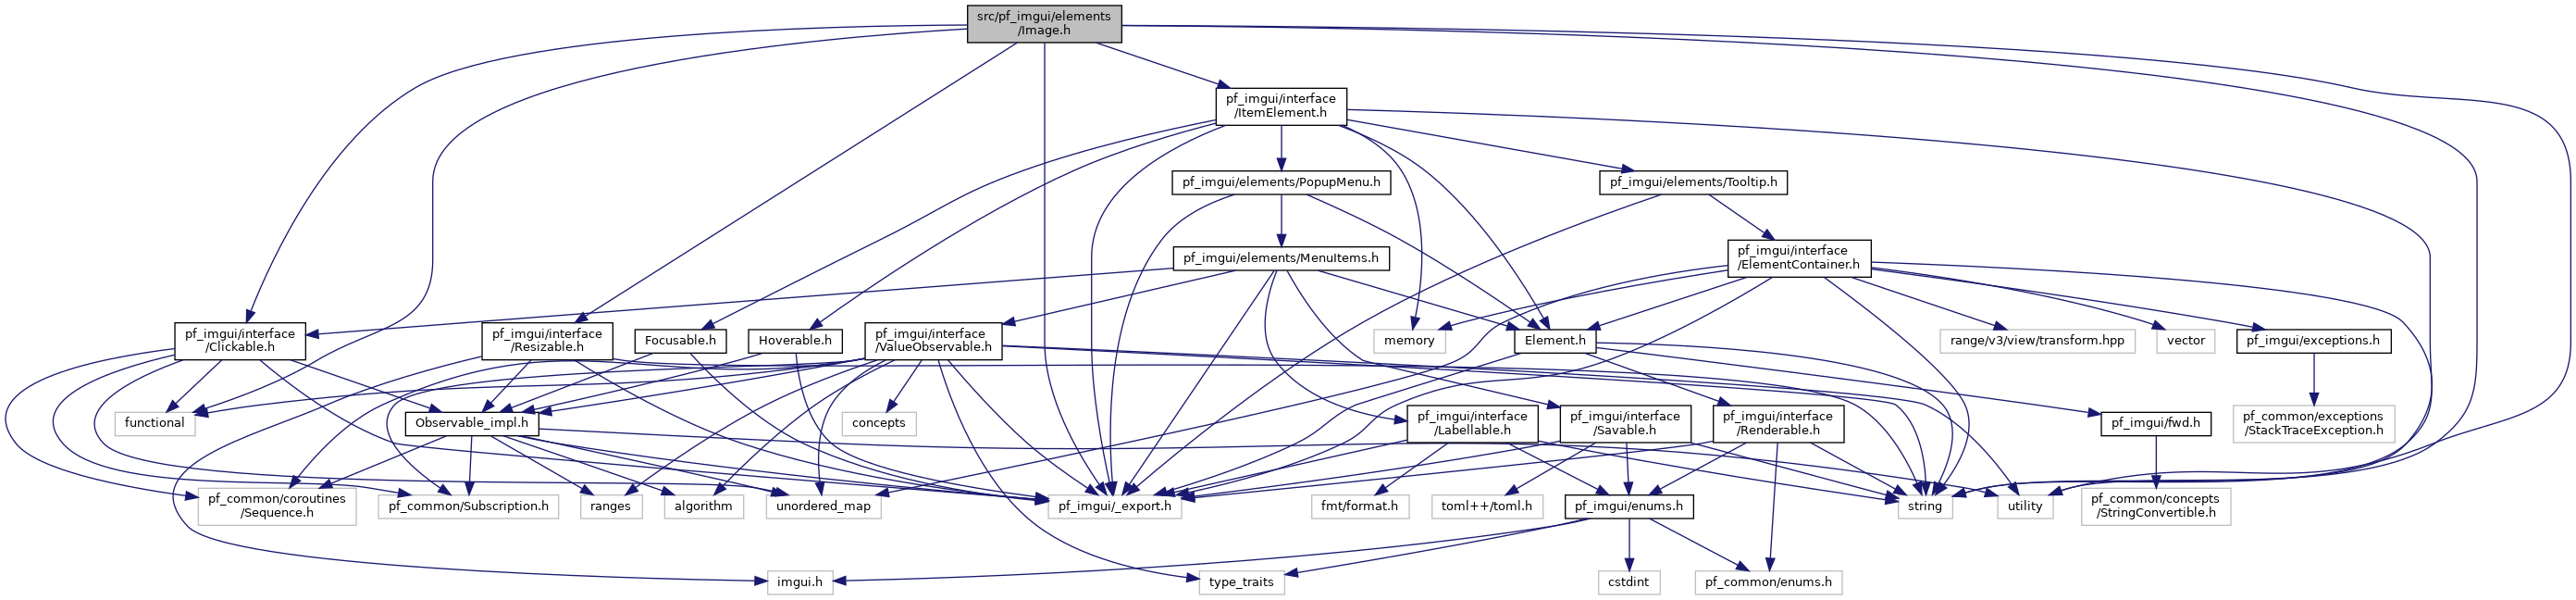 src/pf_imgui/elements
/Image.h
pf_imgui/interface
/ItemElement.h
pf_imgui/elements/PopupMenu.h
pf_imgui/elements/Tooltip.h
pf_imgui/elements/MenuItems.h
pf_imgui/interface
/ElementContainer.h
pf_imgui/interface
/Clickable.h
pf_imgui/interface
/Resizable.h
Focusable.h
Hoverable.h
pf_imgui/interface
/ValueObservable.h
memory
Element.h
range/v3/view/transform.hpp
vector
pf_imgui/exceptions.h
functional
Observable_impl.h
concepts
pf_imgui/interface
/Labellable.h
pf_imgui/interface
/Savable.h
pf_imgui/interface
/Renderable.h
pf_imgui/fwd.h
pf_common/exceptions
/StackTraceException.h
pf_common/coroutines
/Sequence.h
pf_common/Subscription.h
ranges
algorithm
unordered_map
pf_imgui/_export.h
fmt/format.h
toml++/toml.h
pf_imgui/enums.h
string
utility
pf_common/concepts
/StringConvertible.h
imgui.h
type_traits
cstdint
pf_common/enums.h